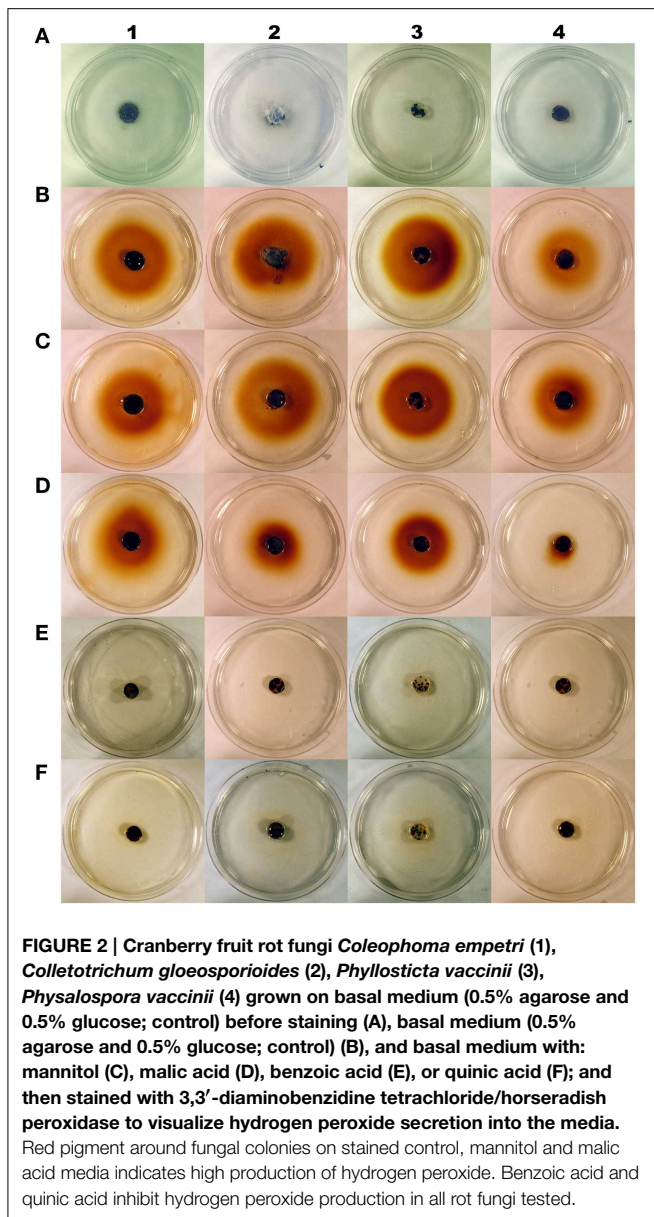 1 2 3 4
A
B
C
D
E
F
FIGURE 2 | Cranberry fruit rot fungi Coleophoma empetri (1),
Colletotrichum gloeosporioides (2), Phyllosticta vaccinii (3),
Physalospora vaccinii (4) grown on basal medium (0.5% agarose and
0.5% glucose; control) before staining (A), basal medium (0.5%
agarose and 0.5% glucose; control) (B), and basal medium with:
mannitol (C), malic acid (D), benzoic acid (E), or quinic acid (F); and
then stained with 3,3′-diaminobenzidine tetrachloride/horseradish
peroxidase to visualize hydrogen peroxide secretion into the media.
Red pigment around fungal colonies on stained control, mannitol and malic
acid media indicates high production of hydrogen peroxide. Benzoic acid and
quinic acid inhibit hydrogen peroxide production in all rot fungi tested.